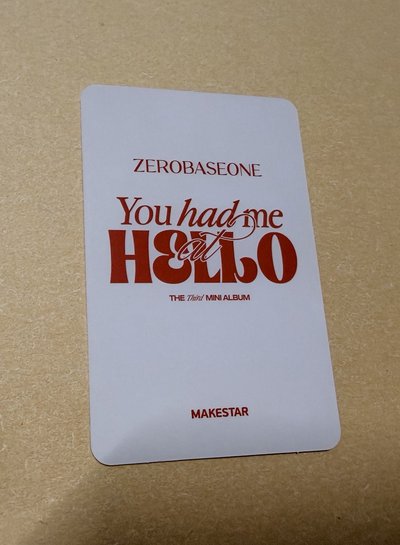 ZEROBASEONE
You had me
at
HELLO
THE Third MINI ALBUM
MAKESTAR